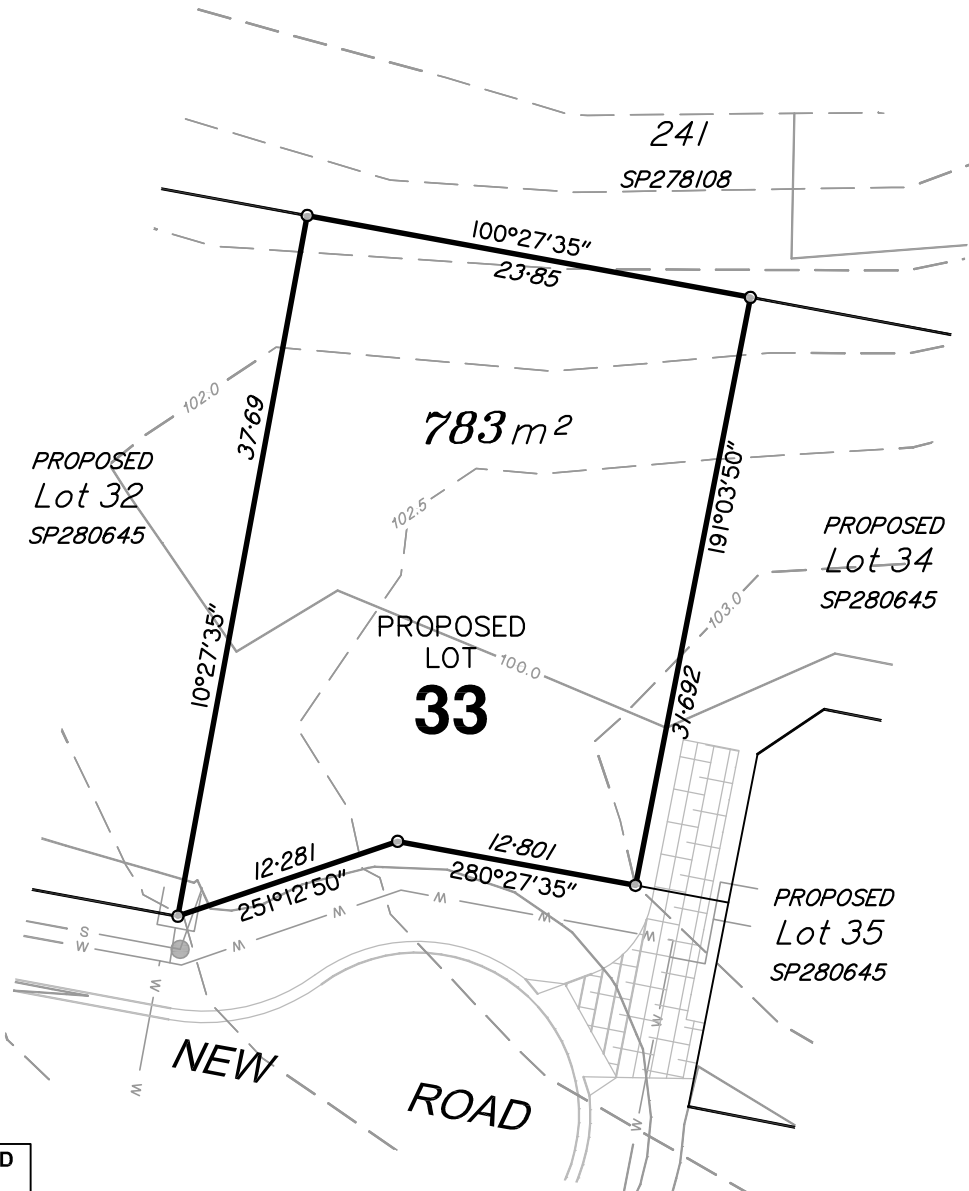 241
SP278108
100°27'35"
23·85
102.0
37·69
783 m²
PROPOSED
Lot 32
SP280645
102.5
191°03'50"
PROPOSED
Lot 34
SP280645
103.0
10°27'35"
PROPOSED
LOT
33
100.0
31·692
12·281
251°12'50"
12·801
280°27'35"
PROPOSED
Lot 35
SP280645
S
W
W
W
W
W
W
W
W
W
W
NEW
ROAD
D